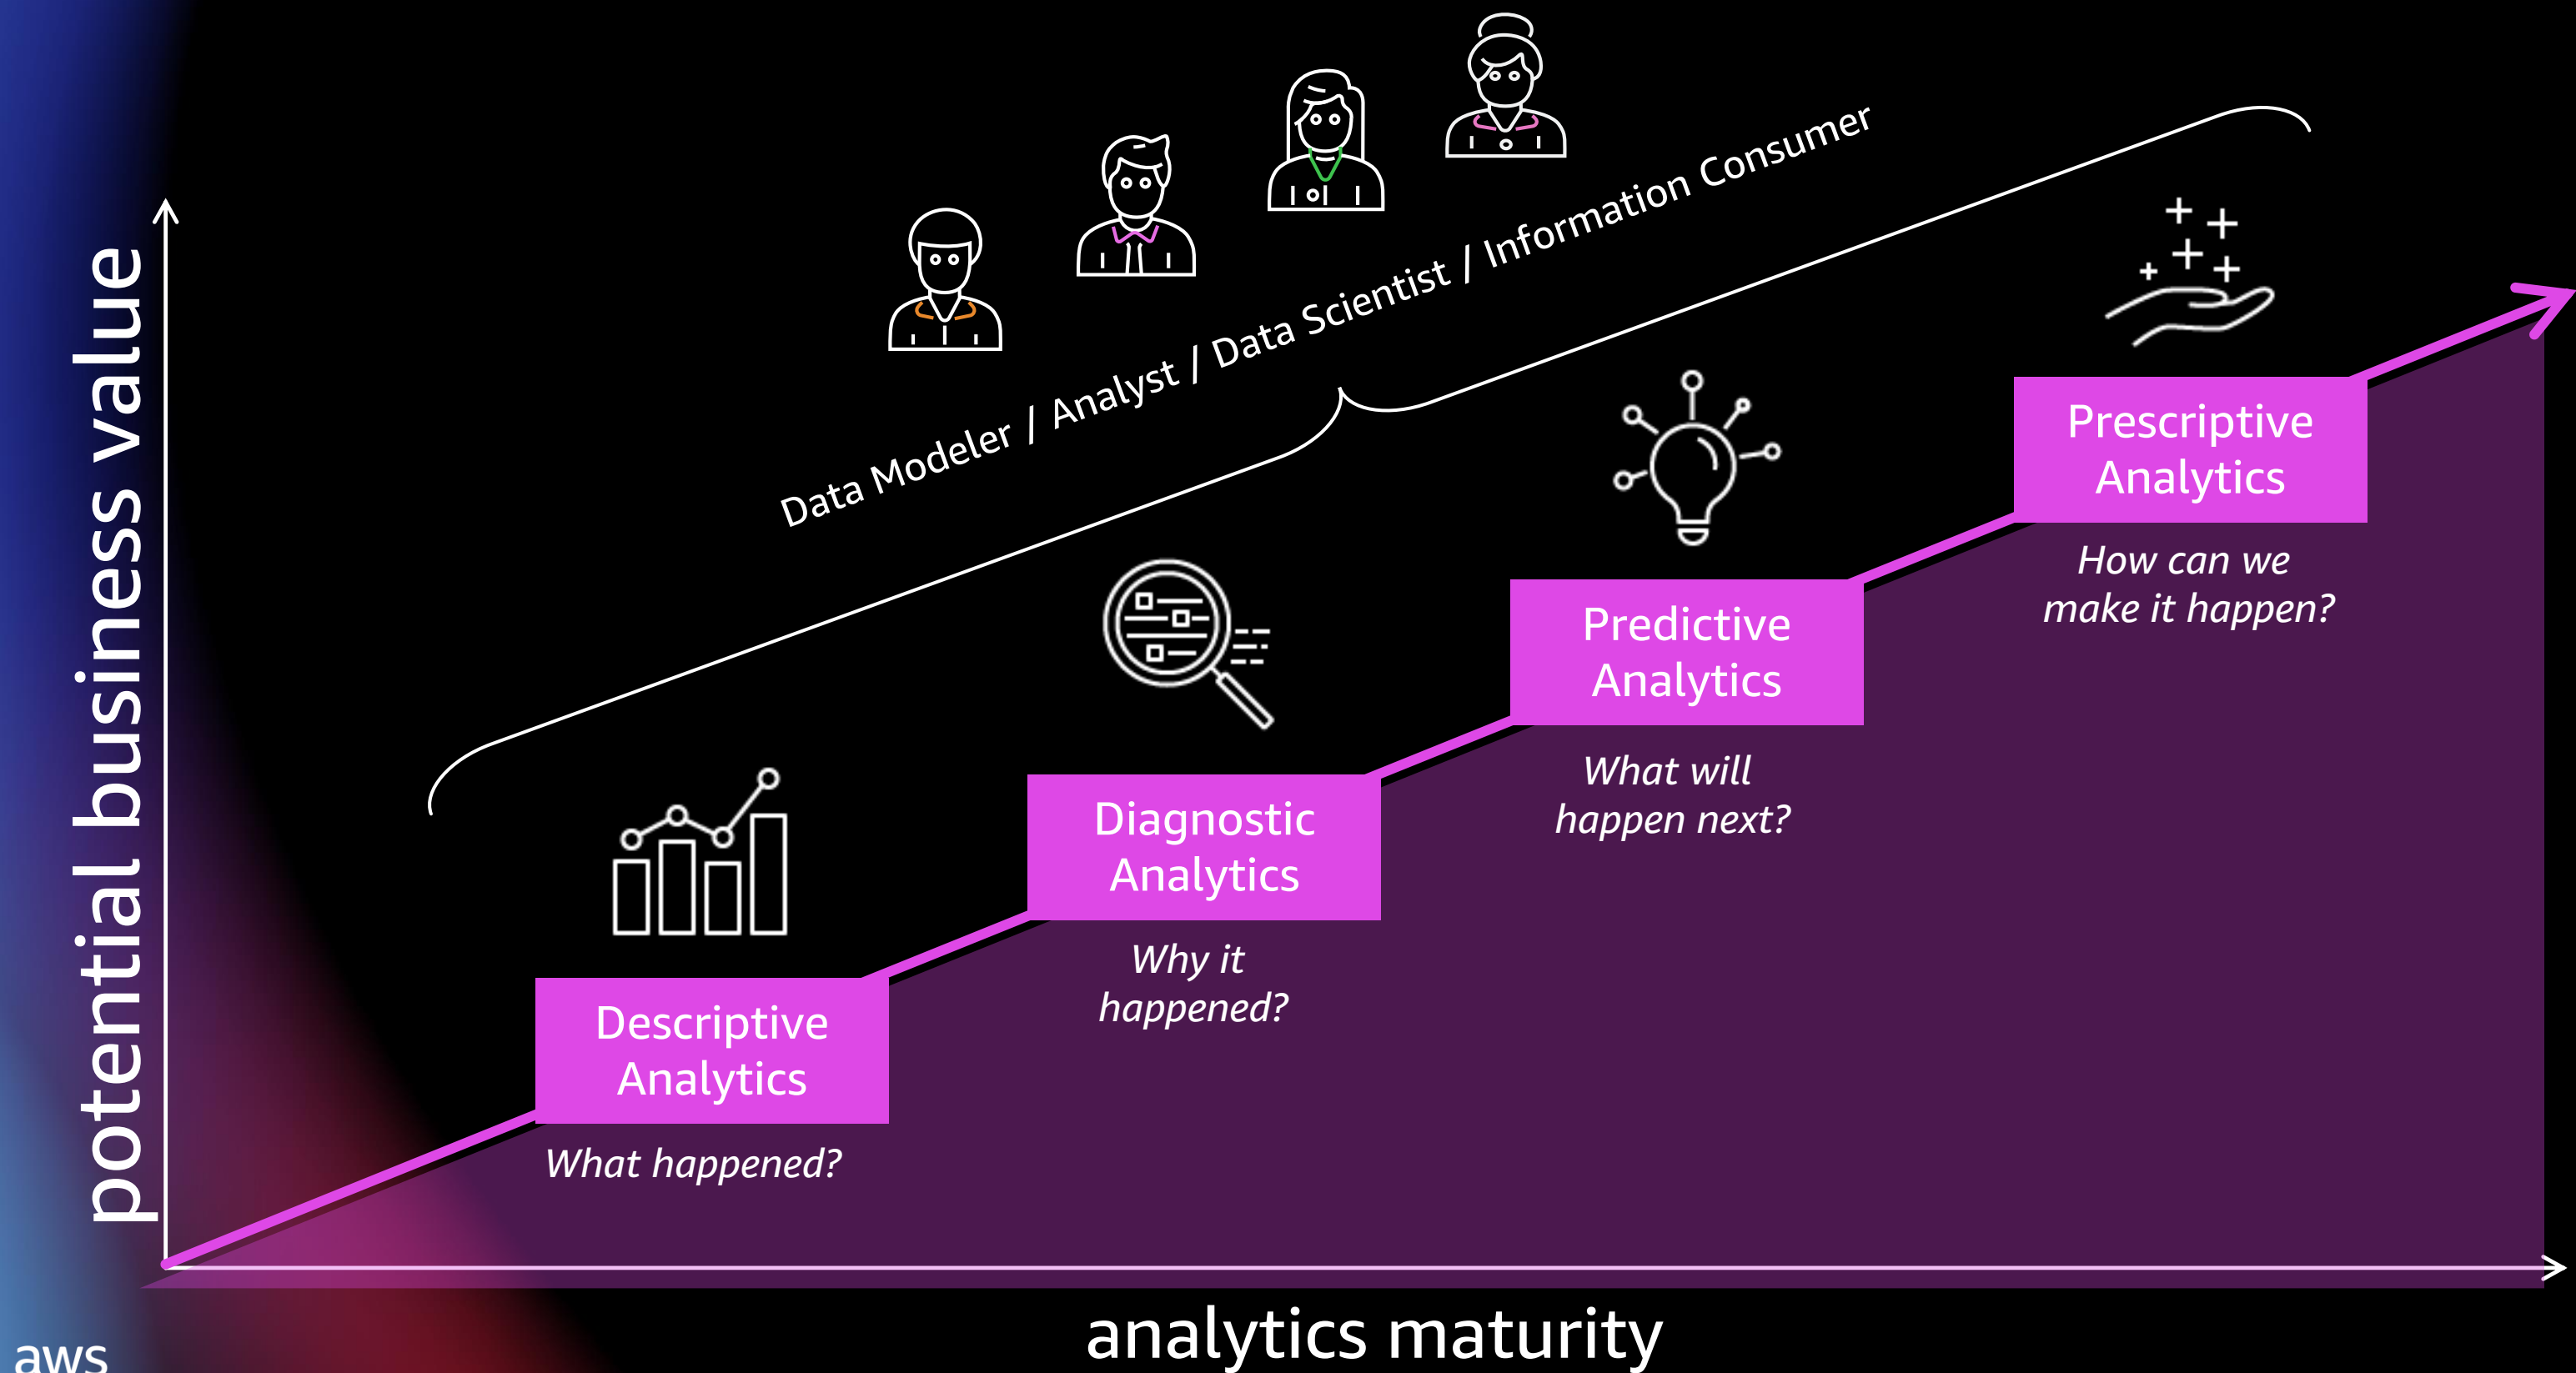 Data Modeler / Analyst / Data Scientist / Information Consumer
potential business value
Prescriptive
Analytics
How can we
make it happen?
Predictive
Analytics
What will
happen next?
Diagnostic
Analytics
Why it
happened?
Descriptive
Analytics
What happened?
analytics maturity
aws